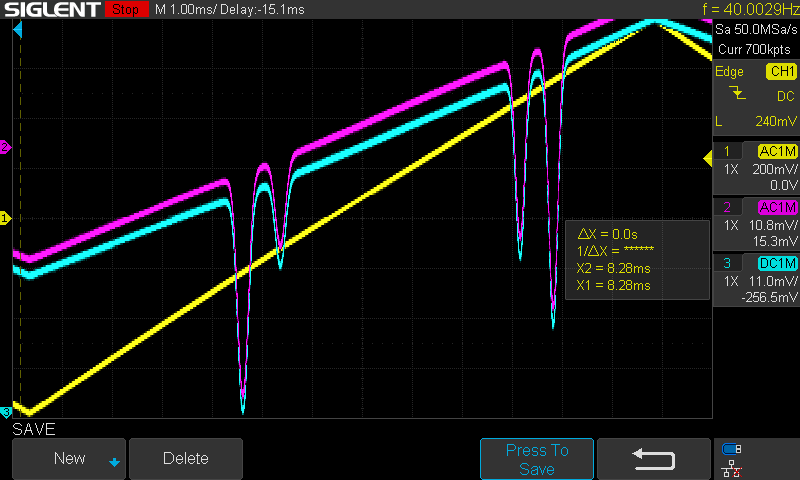 SIGLENT Stop M 1.00ms/ Delay:-15.1ms f = 40.0029Hz
Sa 50.0MSa/s
Curr 700kpts
Edge CH1
DC
L 240mV
1 AC1M
1X 200mV/
0.0V
2 AC1M
1X 10.8mV/
15.3mV
3 DC1M
1X 11.0mV/
-256.5mV
2
1
3
ΔX = 0.0s
1/ΔX = ******
X2 = 8.28ms
X1 = 8.28ms
SAVE
New Delete Press To
Save